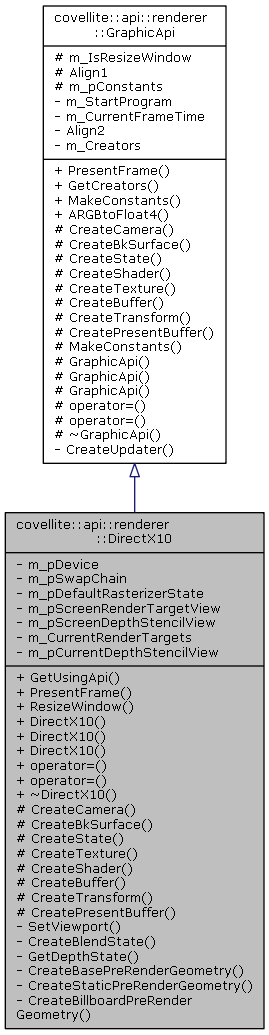 covellite::api::renderer
::GraphicApi
# m_IsResizeWindow
# Align1
# m_pConstants
- m_StartProgram
- m_CurrentFrameTime
- Align2
- m_Creators
+ PresentFrame()
+ GetCreators()
+ MakeConstants()
+ ARGBtoFloat4()
# CreateCamera()
# CreateBkSurface()
# CreateState()
# CreateShader()
# CreateTexture()
# CreateBuffer()
# CreateTransform()
# CreatePresentBuffer()
# MakeConstants()
# GraphicApi()
# GraphicApi()
# GraphicApi()
# operator=()
# operator=()
# ~GraphicApi()
- CreateUpdater()
covellite::api::renderer
::DirectX10
- m_pDevice
- m_pSwapChain
- m_pDefaultRasterizerState
- m_pScreenRenderTargetView
- m_pScreenDepthStencilView
- m_CurrentRenderTargets
- m_pCurrentDepthStencilView
+ GetUsingApi()
+ PresentFrame()
+ ResizeWindow()
+ DirectX10()
+ DirectX10()
+ DirectX10()
+ operator=()
+ operator=()
+ ~DirectX10()
# CreateCamera()
# CreateBkSurface()
# CreateState()
# CreateTexture()
# CreateShader()
# CreateBuffer()
# CreateTransform()
# CreatePresentBuffer()
- SetViewport()
- CreateBlendState()
- GetDepthState()
- CreateBasePreRenderGeometry()
- CreateStaticPreRenderGeometry()
- CreateBillboardPreRender
Geometry()